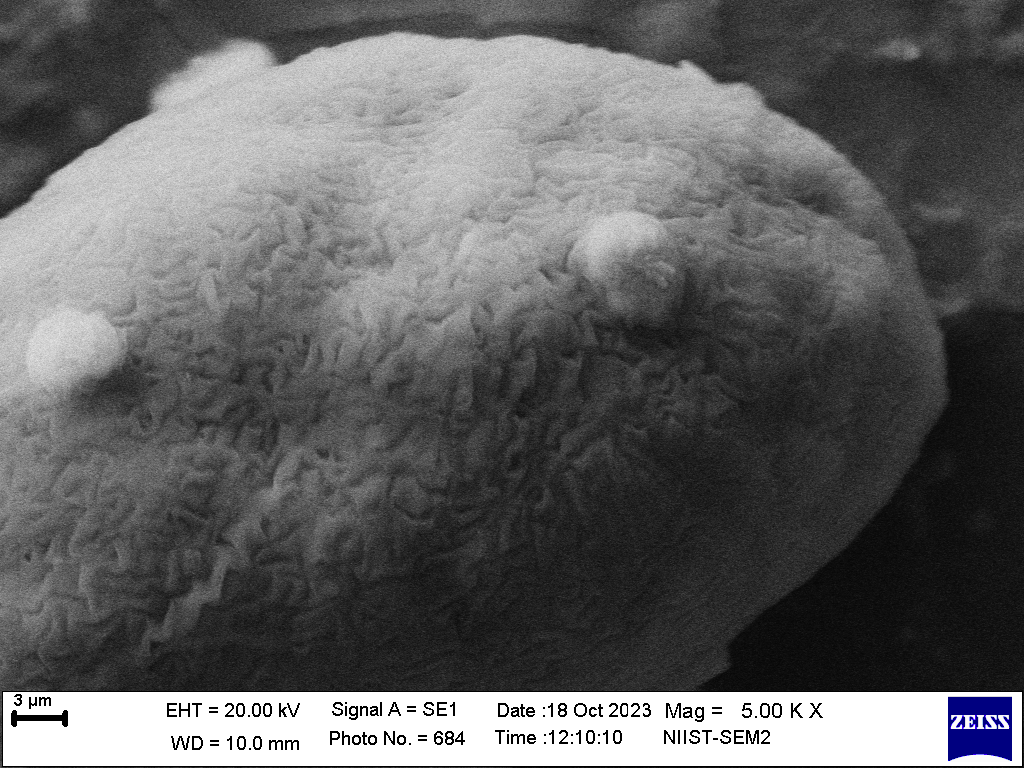 3 µm
EHT = 20.00 kV Signal A = SE1 Date :18 Oct 2023 Mag = 5.00 K X
WD = 10.0 mm Photo No. = 684 Time :12:10:10 NIIST-SEM2
ZEISS